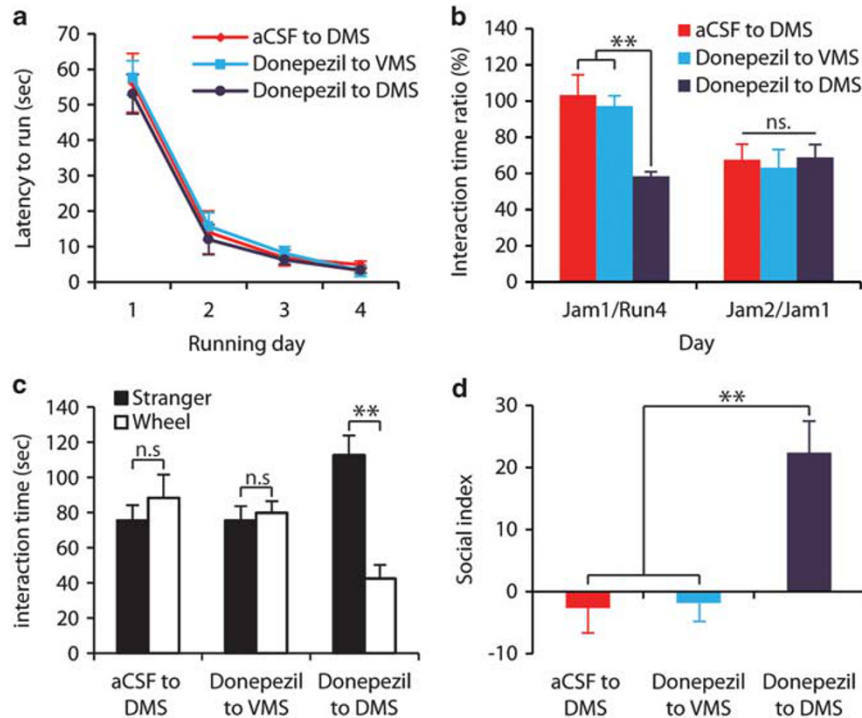 a
aCSF to DMS
Donepezil to VMS
Donepezil to DMS
Latency to run (sec)
70
60
50
40
30
20
10
0
1 2 3 4
Running day
b
aCSF to DMS
Donepezil to VMS
Donepezil to DMS
**
ns.
Interaction time ratio (%)
140
120
100
80
60
40
20
0
Jam1/Run4 Jam2/Jam1
Day
c
Stranger
Wheel
n.s
n.s
**
interaction time (sec)
140
120
100
80
60
40
20
0
aCSF to Donepezil Donepezil
DMS to VMS to DMS
d
**
Social index
30
20
10
0
-10
aCSF to Donepezil Donepezil
DMS to VMS to DMS